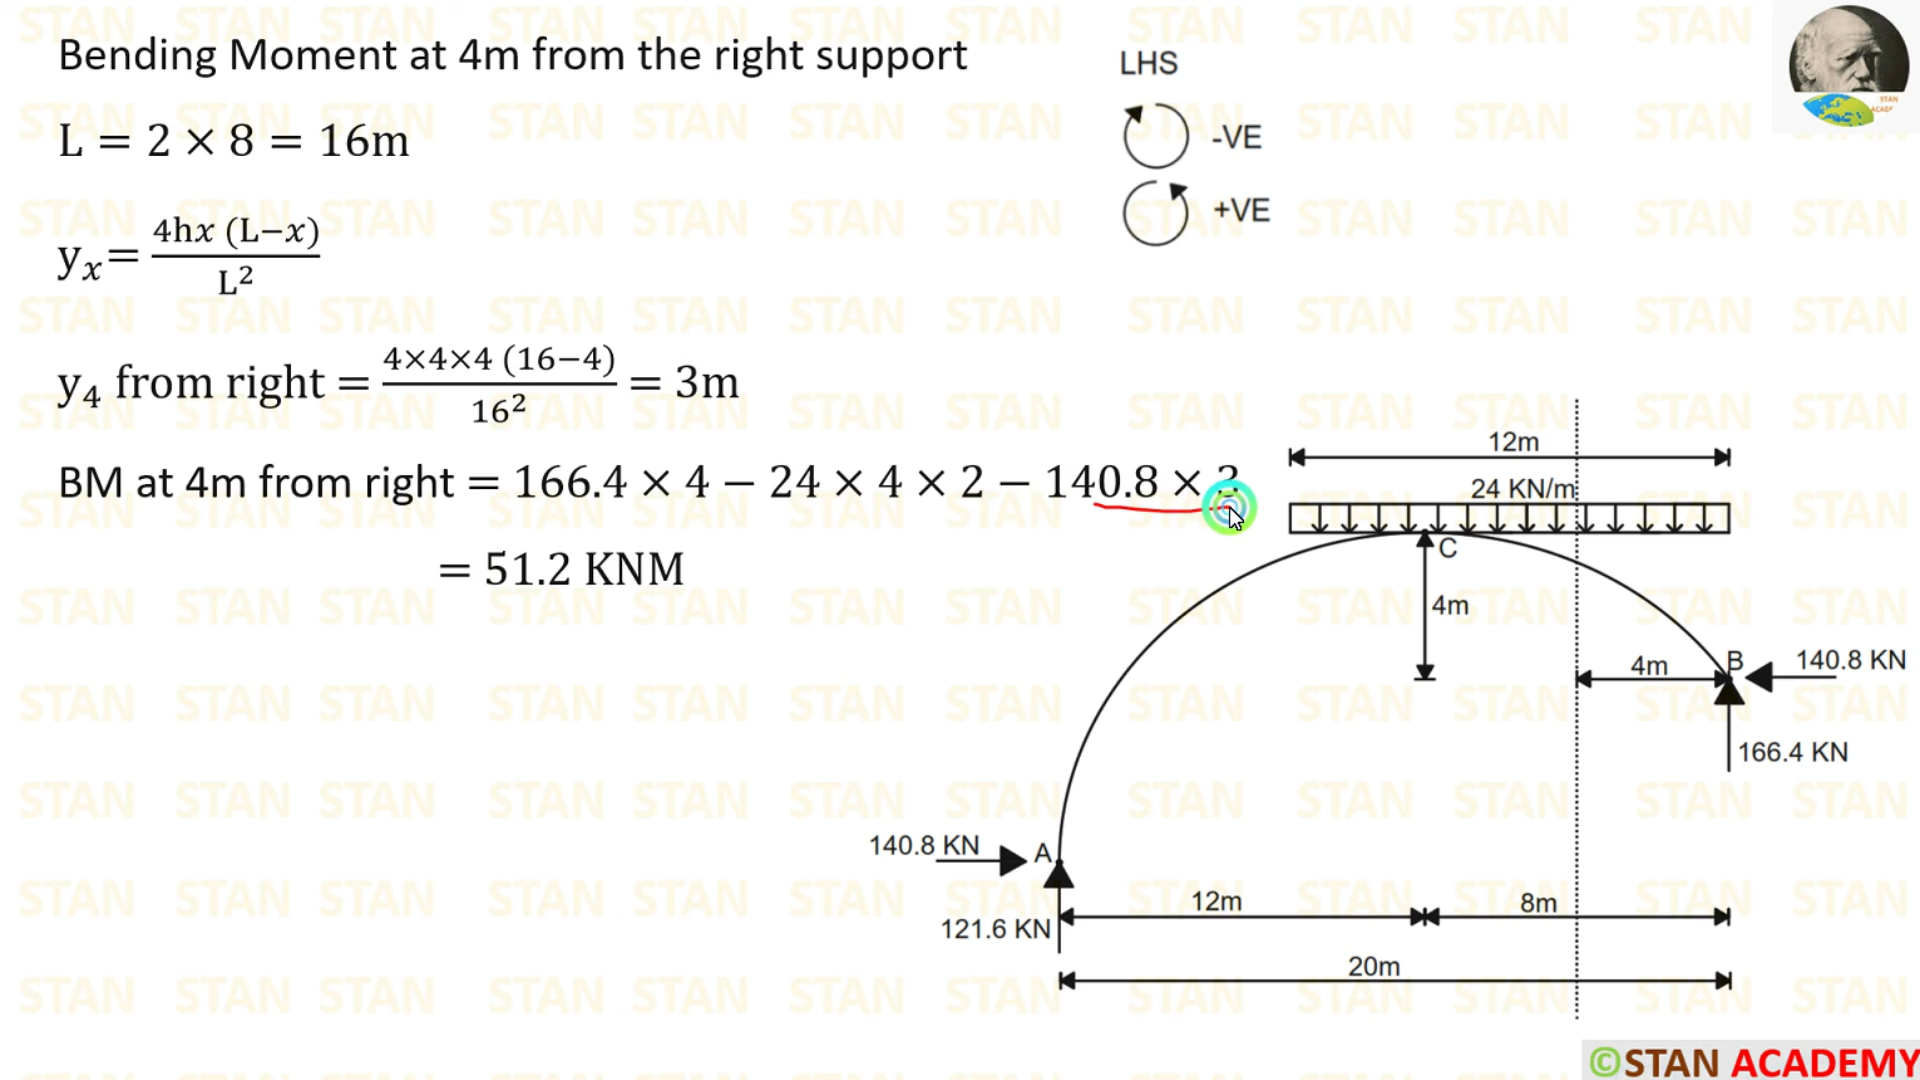 Bending Moment at 4m from the right support
L = 2 × 8 = 16m
yₓ = 4hx (L−x) / L²
y₄ from right = 4×4×4 (16−4) / 16² = 3m
BM at 4m from right = 166.4 × 4 − 24 × 4 × 2 − 140.8 × 3
= 51.2 KNM
LHS
-VE
+VE
STAN
ACADEMY
12m
24 KN/m
C
4m
4m
B
140.8 KN
166.4 KN
140.8 KN
A
121.6 KN
12m
8m
20m
©STAN ACADEMY